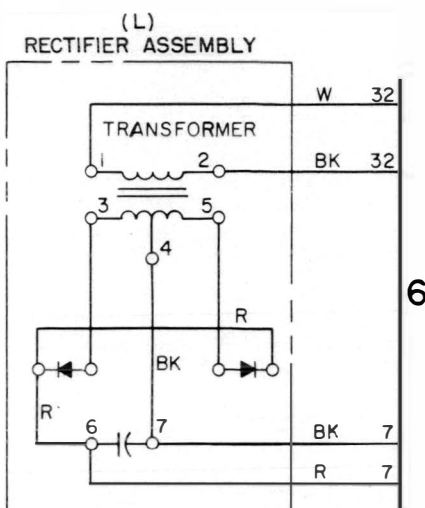 (L)
RECTIFIER ASSEMBLY
W 32
TRANSFORMER
1 2 BK 32
3 5
4
6
R
BK
R
6 7 BK 7
R 7